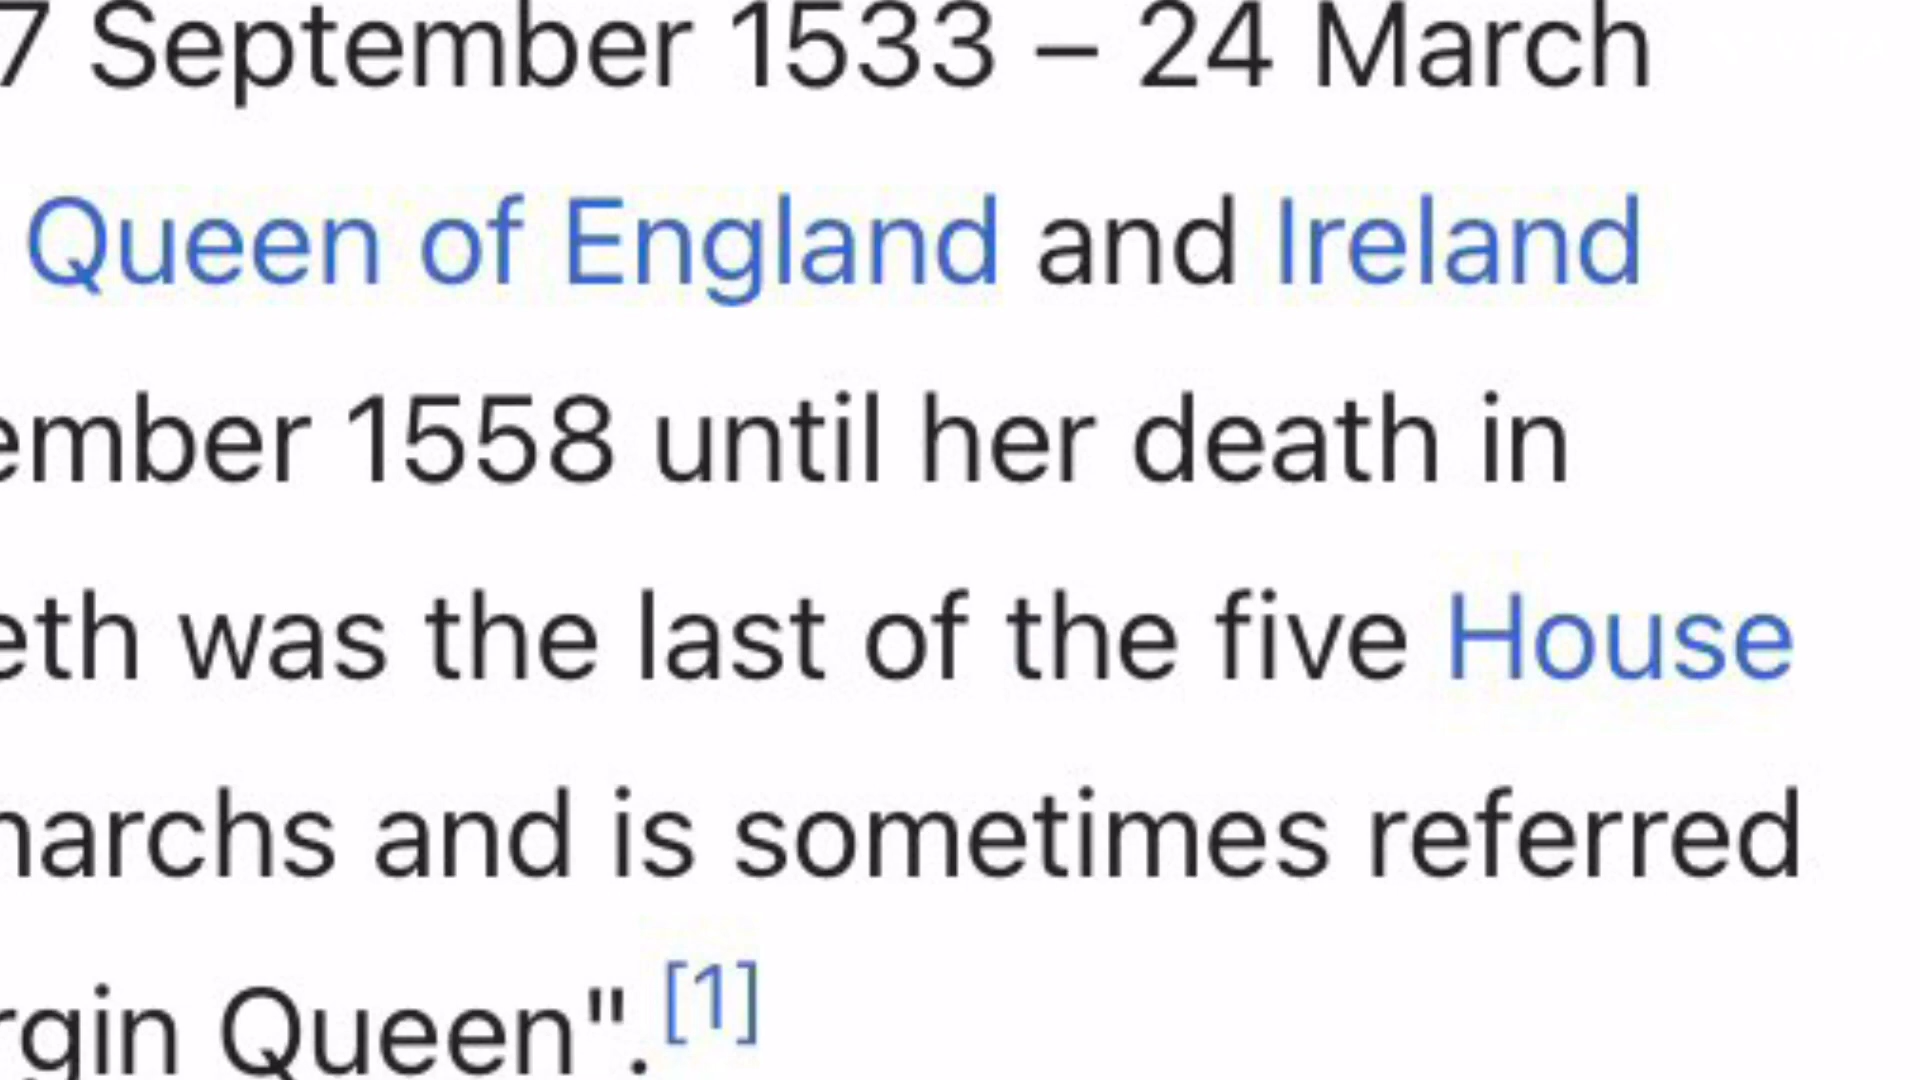 7 September 1533 – 24 March
Queen of England and Ireland
ember 1558 until her death in
eth was the last of the five House
narchs and is sometimes referred
rgin Queen".[1]